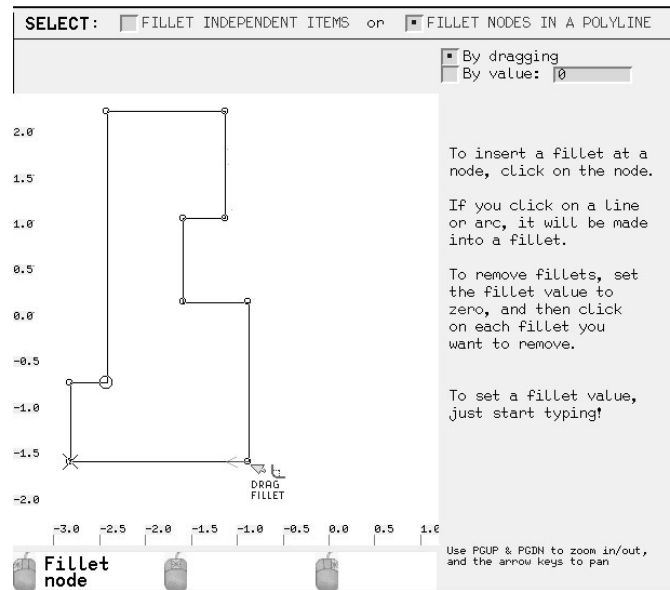 SELECT: FILLET INDEPENDENT ITEMS or FILLET NODES IN A POLYLINE
By dragging
By value: 0
2.0
1.5
1.0
0.5
0.0
-0.5
-1.0
-1.5
-2.0
To insert a fillet at a
node, click on the node.
If you click on a line
or arc, it will be made
into a fillet.
To remove fillets, set
the fillet value to
zero, and then click
on each fillet you
want to remove.
To set a fillet value,
just start typing!
DRAG
FILLET
-3.0 -2.5 -2.0 -1.5 -1.0 -0.5 0.0 0.5 1.0
Use PGUP & PGDN to zoom in/out,
and the arrow keys to pan
Fillet
node